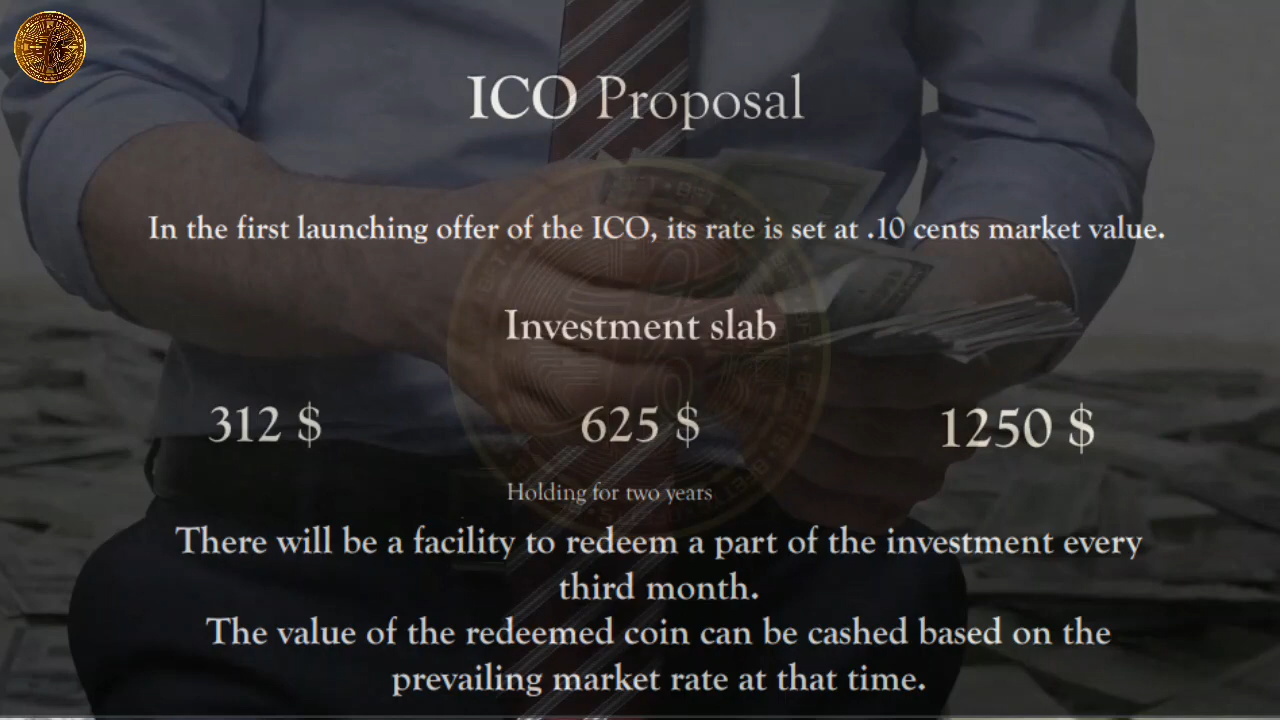 ICO Proposal
In the first launching offer of the ICO, its rate is set at .10 cents market value.
Investment slab
312 $ 625 $ 1250 $
Holding for two years
There will be a facility to redeem a part of the investment every
third month.
The value of the redeemed coin can be cashed based on the
prevailing market rate at that time.